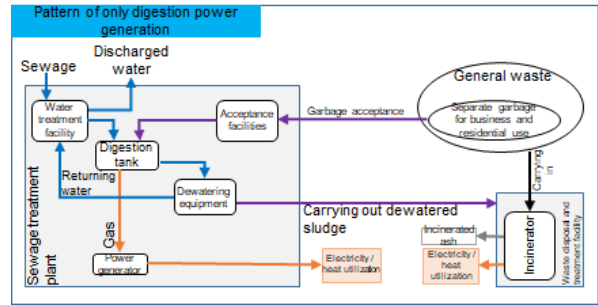 Pattern of only digestion power
generation
Discharged
water
Sewage
General waste
Water
treatment
facility
Acceptance
facilities
Garbage acceptance
Separate garbage
for business and
residential use
Digestion
tank
Returning
water
Dewatering
equipment
Carrying
in
Carrying out dewatered
sludge
Gas
Sewage treatment
plant
Power
generator
Electricity /
heat utilization
Incinerated
ash
Electricity /
heat
utilization
Incinerator
Waste disposal and
treatment facility